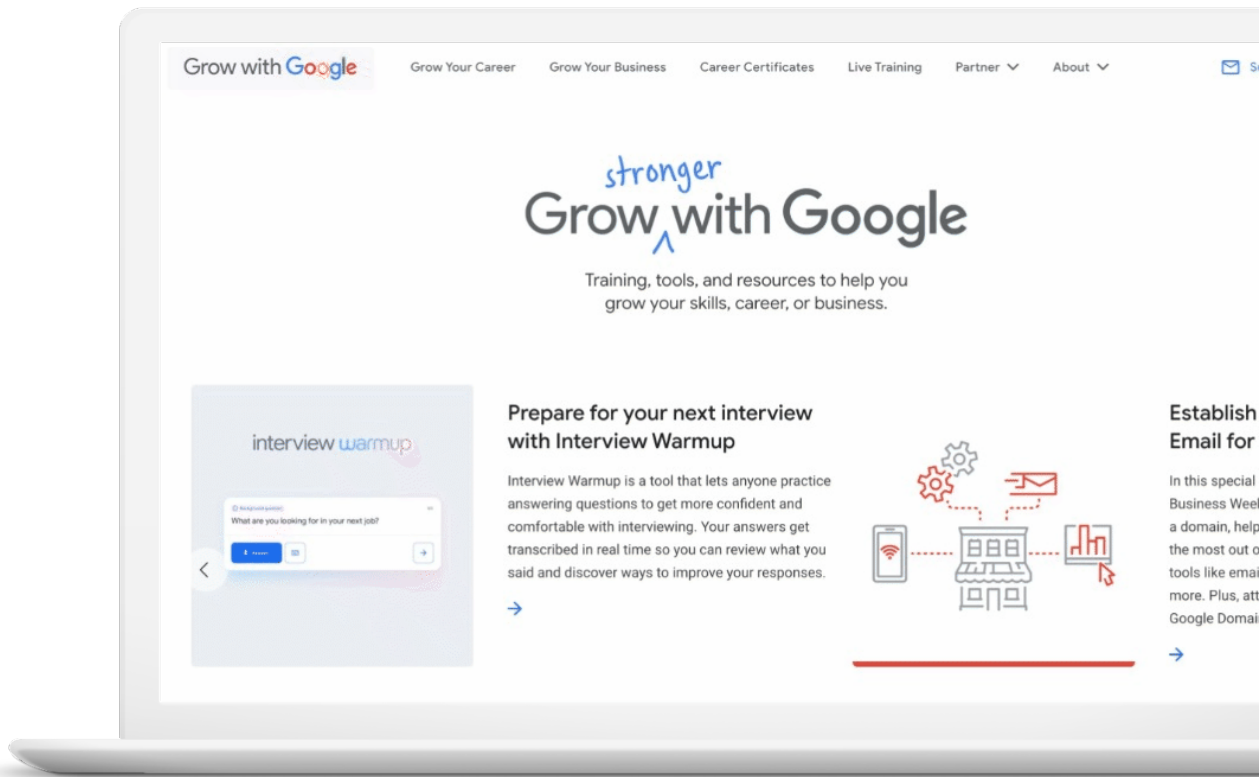 Grow with Google
Grow Your Career
Grow Your Business
Career Certificates
Live Training
Partner
About
stronger
Grow with Google
Training, tools, and resources to help you
grow your skills, career, or business.
interview warmup
Background question
What are you looking for in your next job?
Prepare for your next interview
with Interview Warmup
Interview Warmup is a tool that lets anyone practice
answering questions to get more confident and
comfortable with interviewing. Your answers get
transcribed in real time so you can review what you
said and discover ways to improve your responses.
Establish
Email for
In this special
Business
a domain, help
the most out
tools like
more. Plus,
Google